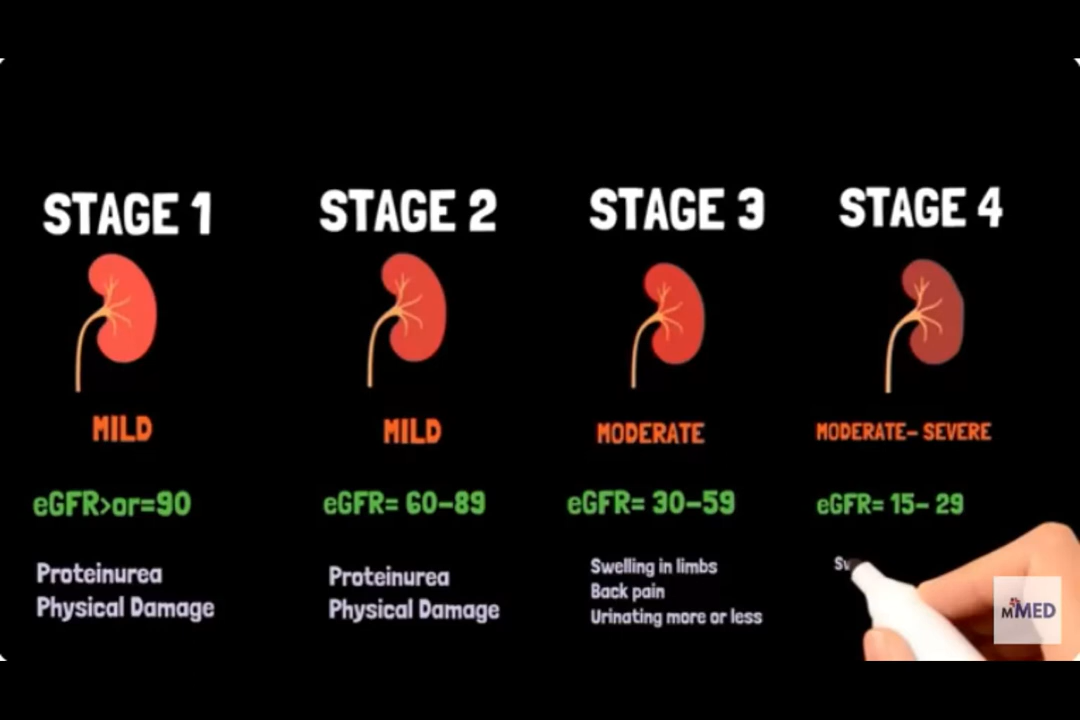 STAGE 1
STAGE 2
STAGE 3
STAGE 4
MILD
MILD
MODERATE
MODERATE- SEVERE
eGFR>or=90
eGFR= 60-89
eGFR= 30-59
eGFR= 15- 29
Proteinurea
Physical Damage
Proteinurea
Physical Damage
Swelling in limbs
Back pain
Urinating more or less
MMED